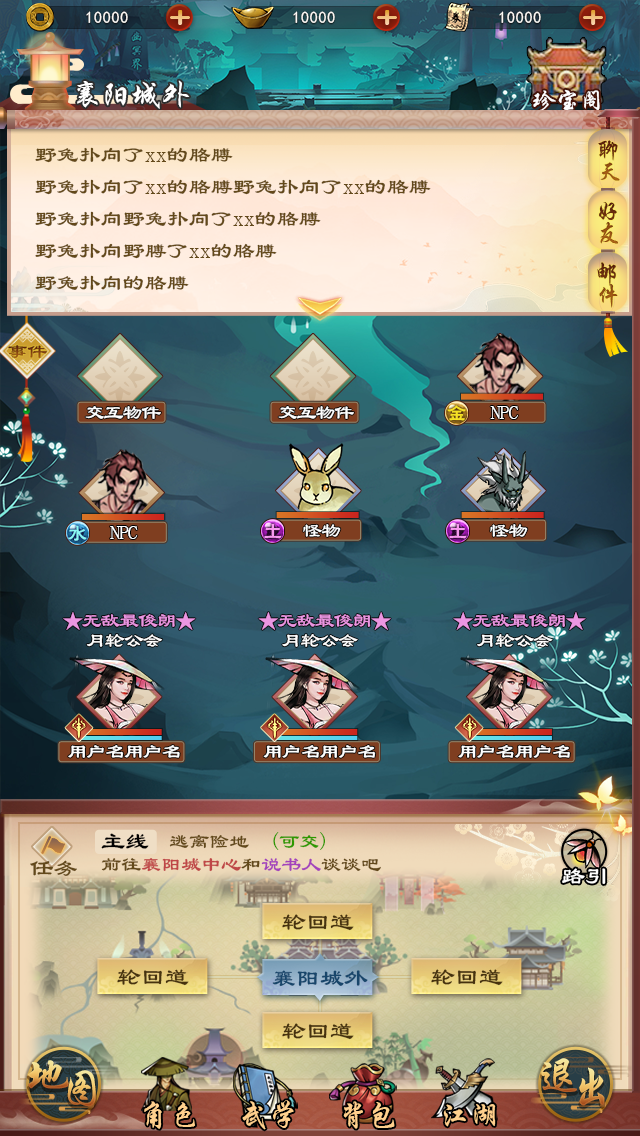 10000
10000
10000
襄阳城外
珍宝阁
野兔扑向了xx的胳膊
野兔扑向了xx的胳膊野兔扑向了xx的胳膊
野兔扑向野兔扑向了xx的胳膊
野兔扑向野膊了xx的胳膊
野兔扑向的胳膊
聊天
好友
邮件
事件
交互物件
交互物件
金 NPC
水 NPC
土 怪物
土 怪物
★无敌最俊朗★
月轮公会
用户名用户名
★无敌最俊朗★
月轮公会
用户名用户名
★无敌最俊朗★
月轮公会
用户名用户名
任务
主线 逃离险地 （可交）
前往襄阳城中心和说书人谈谈吧
路引
轮回道
轮回道 襄阳城外 轮回道
轮回道
地图
角色
武学
背包
江湖
退出